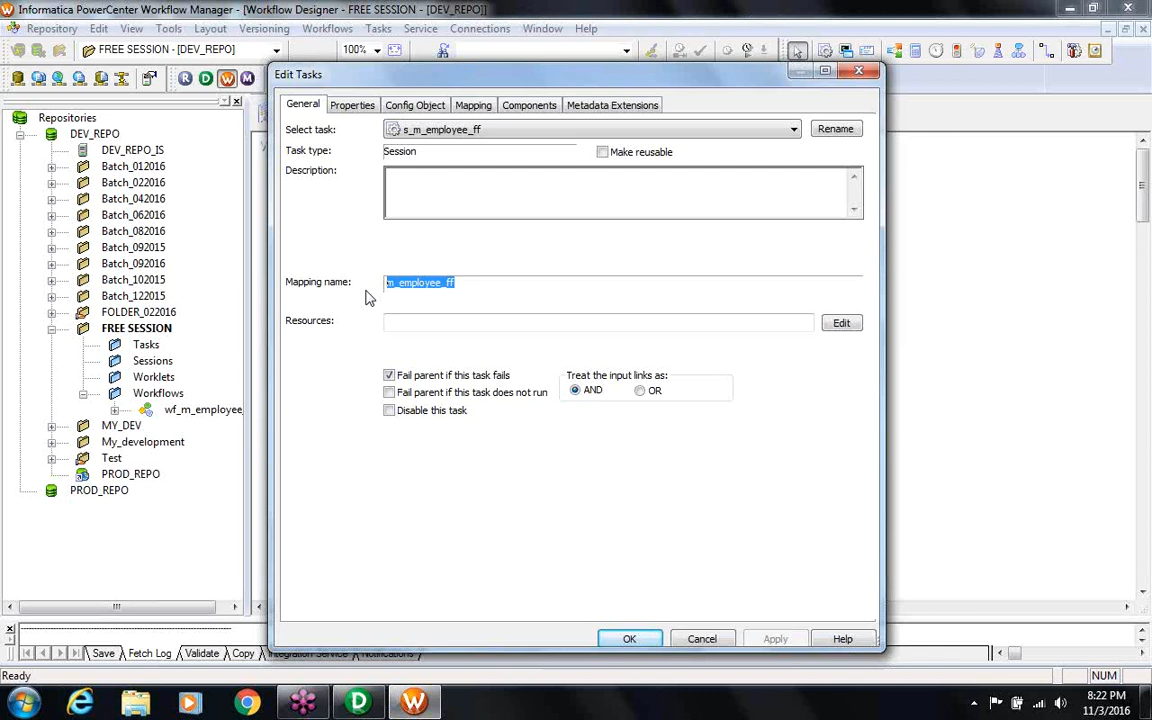 Informatica PowerCenter Workflow Manager - [Workflow Designer - FREE SESSION - [DEV_REPO]]
Repository Edit View Tools Layout Versioning Workflows Tasks Service Connections Window Help
FREE SESSION - [DEV_REPO] 100%
R D W M
Edit Tasks
General Properties Config Object Mapping Components Metadata Extensions
Select task: s_m_employee_ff Rename
Task type: Session Make reusable
Description:
Mapping name: m_employee_ff
Resources: Edit
Fail parent if this task fails
Fail parent if this task does not run
Disable this task
Treat the input links as:
AND OR
OK Cancel Apply Help
Repositories
DEV_REPO
DEV_REPO_IS
Batch_012016
Batch_022016
Batch_042016
Batch_062016
Batch_082016
Batch_092015
Batch_092016
Batch_102015
Batch_122015
FOLDER_022016
FREE SESSION
Tasks
Sessions
Worklets
Workflows
wf_m_employee_
MY_DEV
My_development
Test
PROD_REPO
PROD_REPO
Save Fetch Log Validate Copy Integration Service Notifications
Ready NUM
D W
8:22 PM
11/3/2016